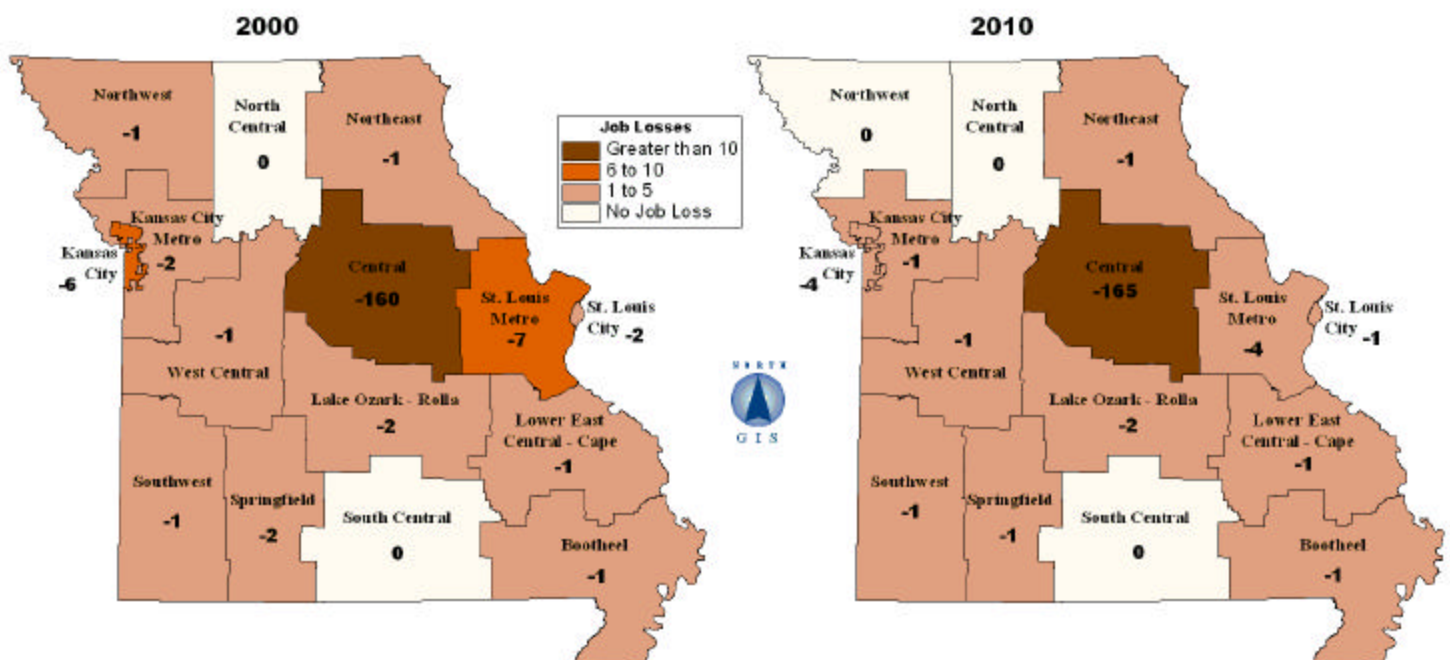 2000
Northwest
-1
North
Central
0
Northeast
-1
Kansas City
Metro
-2
Kansas
City
-6
Central
-160
St. Louis
Metro
-7
St. Louis
City -2
-1
West Central
Lake Ozark - Rolla
-2
Lower East
Central - Cape
-1
Southwest
-1
Springfield
-2
South Central
0
Bootheel
-1
Job Losses
Greater than 10
6 to 10
1 to 5
No Job Loss
NORTH
GIS
2010
Northwest
0
North
Central
0
Northeast
-1
Kansas City
Metro
-1
Kansas
City
-4
Central
-165
St. Louis
Metro
-4
St. Louis
City -1
-1
West Central
Lake Ozark - Rolla
-2
Lower East
Central - Cape
-1
Southwest
-1
Springfield
-1
South Central
0
Bootheel
-1